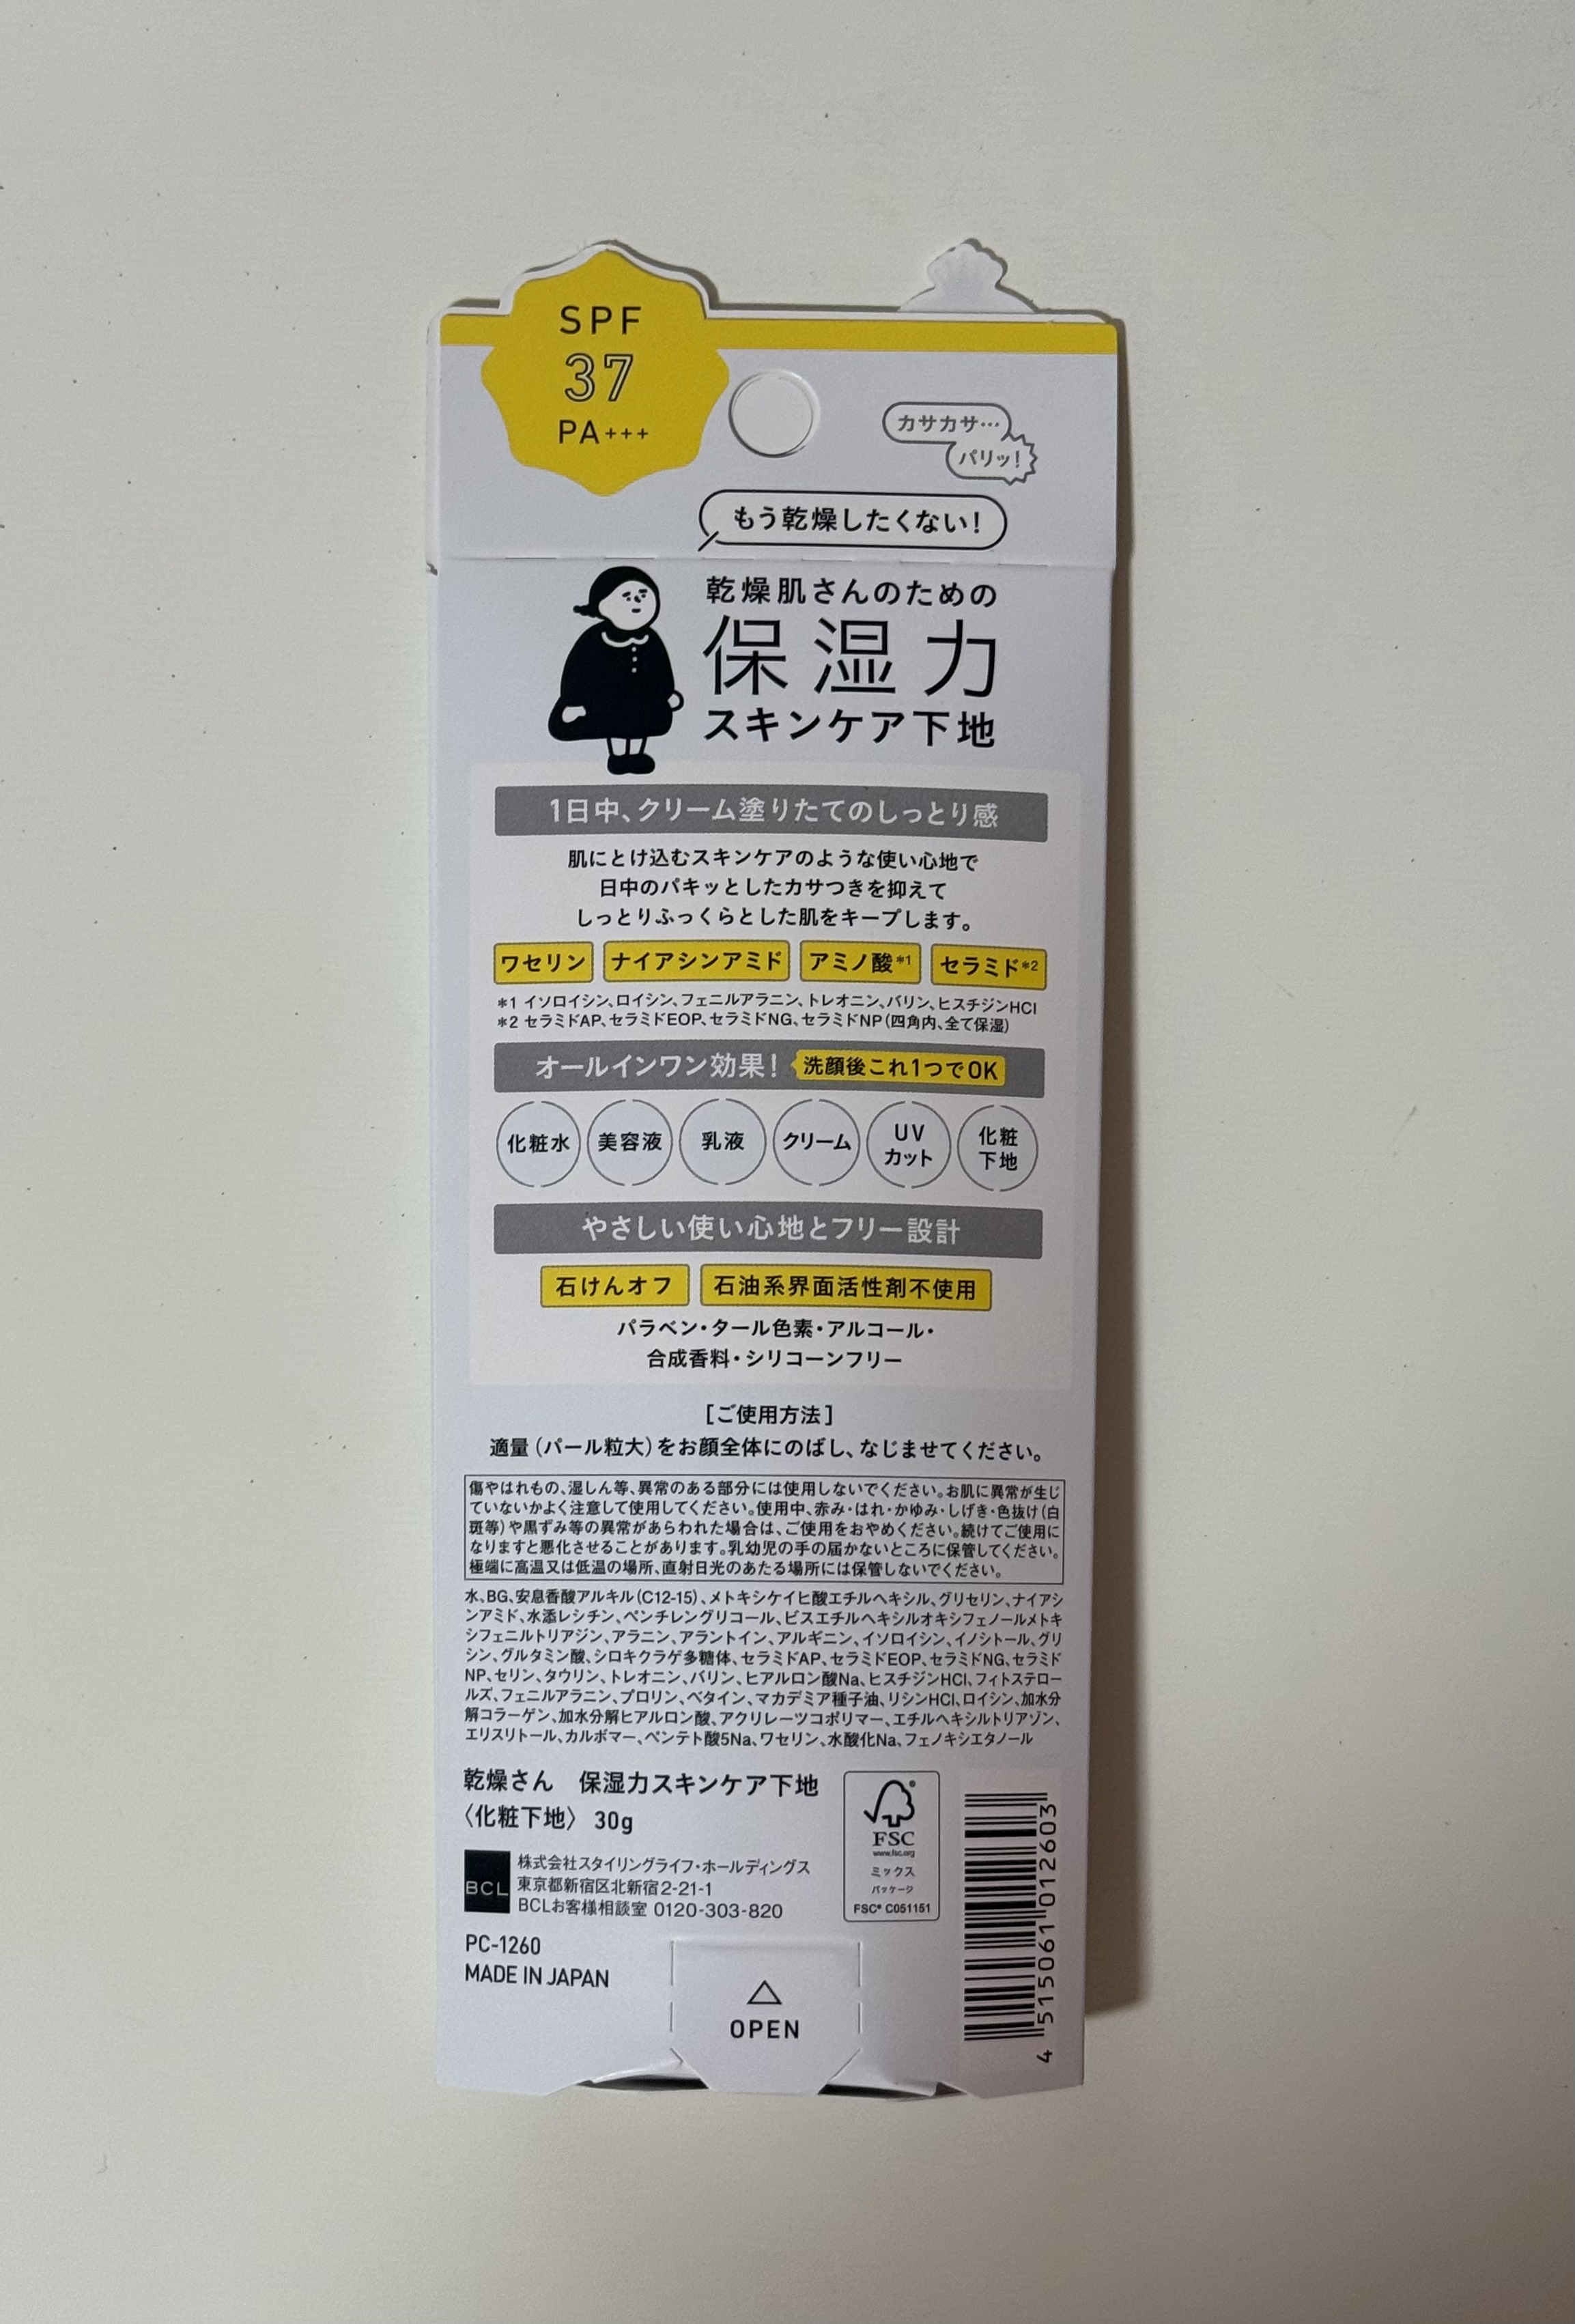 SPF
37
PA+++
カサカサ…
パリッ!
もう乾燥したくない!
乾燥肌さんのための
保湿力
スキンケア下地
1日中、クリーム塗りたてのしっとり感
肌にとけ込むスキンケアのような使い心地で
日中のパキッとしたカサつきを抑えて
しっとりふっくらとした肌をキープします。
ワセリン ナイアシンアミド アミノ酸*1 セラミド*2
*1 イソロイシン、ロイシン、フェニルアラニン、トレオニン、バリン、ヒスチジンHCl
*2 セラミドAP、セラミドEOP、セラミドNG、セラミドNP(四角内、全て保湿)
オールインワン効果! 洗顔後これ1つでOK
化粧水 美容液 乳液 クリーム UVカット 化粧下地
やさしい使い心地とフリー設計
石けんオフ 石油系界面活性剤不使用
パラベン・タール色素・アルコール・
合成香料・シリコーンフリー
[ご使用方法]
適量(パール粒大)をお顔全体にのばし、なじませてください。
傷やはれもの、湿しん等、異常のある部分には使用しないでください。お肌に異常が生じ
ていないかよく注意して使用してください。使用中、赤み・はれ・かゆみ・しげき・色抜け(白
斑等)や黒ずみ等の異常があらわれた場合は、ご使用をおやめください。続けてご使用に
なりますと悪化させることがあります。乳幼児の手の届かないところに保管してください。
極端に高温又は低温の場所、直射日光のあたる場所には保管しないでください。
水、BG、安息香酸アルキル(C12-15)、メトキシケイヒ酸エチルヘキシル、グリセリン、ナイアシ
ンアミド、水添レシチン、ペンチレングリコール、ビスエチルヘキシルオキシフェノールメトキ
シフェニルトリアジン、アラニン、アラントイン、アルギニン、イソロイシン、イノシトール、グリ
シン、グルタミン酸、シロキクラゲ多糖体、セラミドAP、セラミドEOP、セラミドNG、セラミド
NP、セリン、タウリン、トレオニン、バリン、ヒアルロン酸Na、ヒスチジンHCl、フィトステロー
ルズ、フェニルアラニン、プロリン、ベタイン、マカデミア種子油、リシンHCl、ロイシン、加水分
解コラーゲン、加水分解ヒアルロン酸、アクリレーツコポリマー、エチルヘキシルトリアゾン、
エリスリトール、カルボマー、ペンテト酸5Na、ワセリン、水酸化Na、フェノキシエタノール
乾燥さん 保湿力スキンケア下地
〈化粧下地〉 30g
BCL
株式会社スタイリングライフ・ホールディングス
東京都新宿区北新宿2-21-1
BCLお客様相談室 0120-303-820
PC-1260
MADE IN JAPAN
FSC
www.fsc.org
ミックス
パッケージ
FSC® C051151
OPEN
4 515061 012603